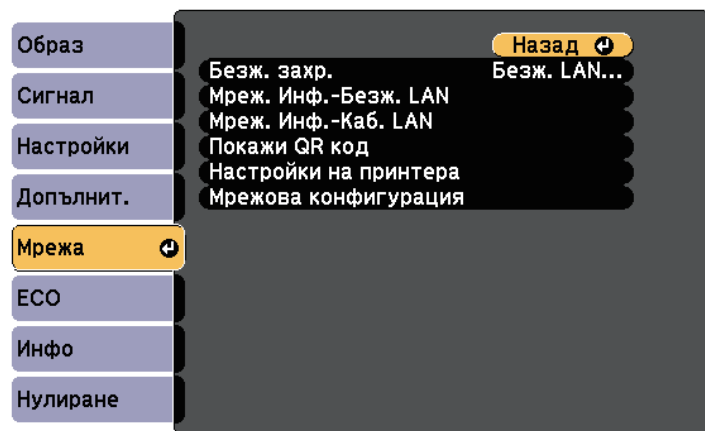 Образ
Сигнал
Настройки
Допълнит.
Мрежа
ECO
Инфо
Нулиране
Назад
Безж. захр. Безж. LAN...
Мреж. Инф.-Безж. LAN
Мреж. Инф.-Каб. LAN
Покажи QR код
Настройки на принтера
Мрежова конфигурация